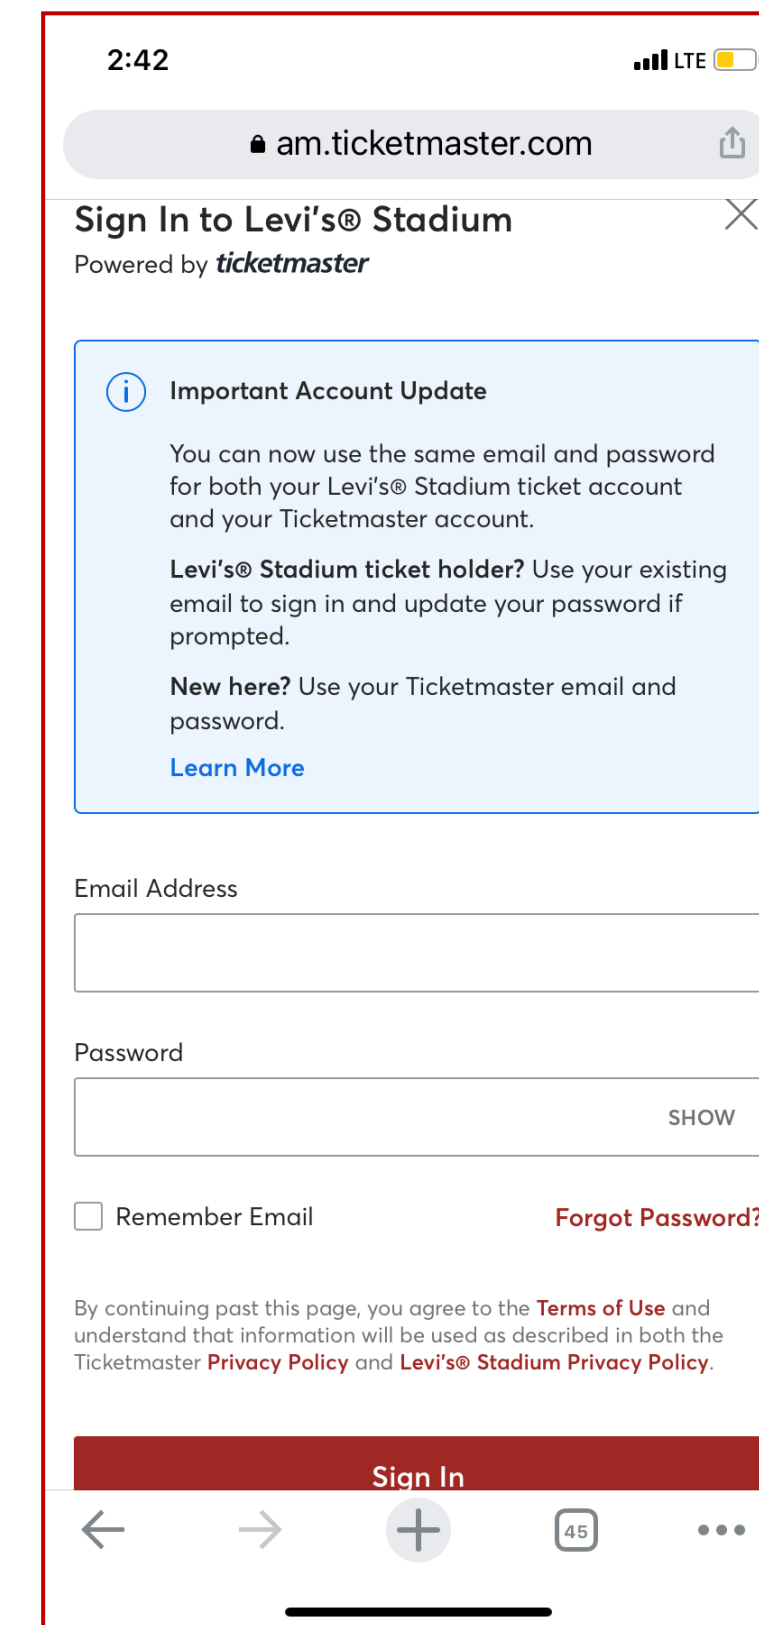 2:42
LTE
am.ticketmaster.com
Sign In to Levi's® Stadium
Powered by ticketmaster
Important Account Update
You can now use the same email and password
for both your Levi's® Stadium ticket account
and your Ticketmaster account.
Levi's® Stadium ticket holder? Use your existing
email to sign in and update your password if
prompted.
New here? Use your Ticketmaster email and
password.
Learn More
Email Address
Password
SHOW
Remember Email
Forgot Password?
By continuing past this page, you agree to the Terms of Use and
understand that information will be used as described in both the
Ticketmaster Privacy Policy and Levi's® Stadium Privacy Policy.
Sign In
45